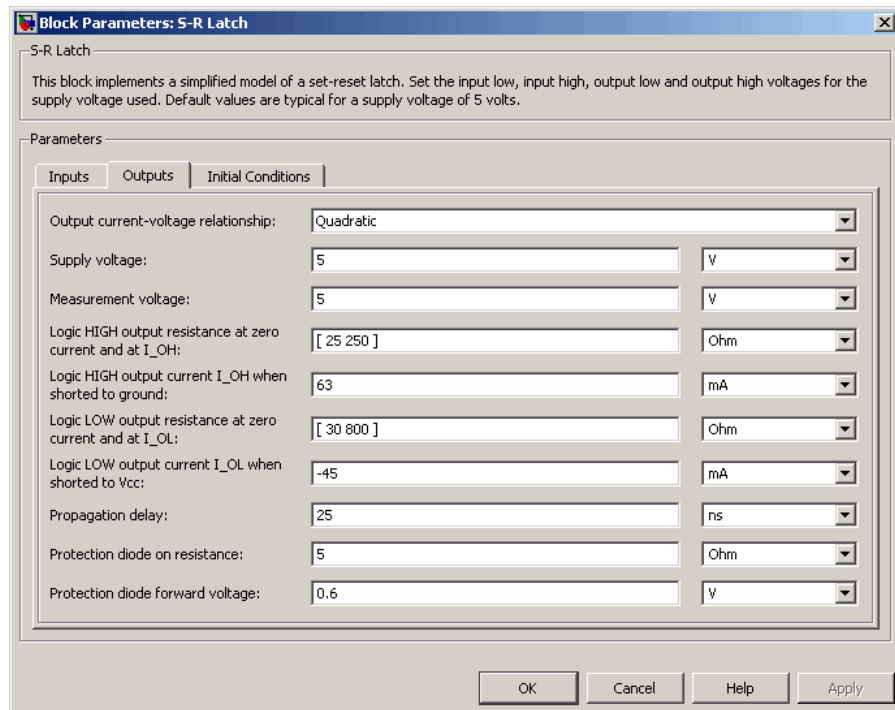 Block Parameters: S-R Latch
S-R Latch
This block implements a simplified model of a set-reset latch. Set the input low, input high, output low and output high voltages for the
supply voltage used. Default values are typical for a supply voltage of 5 volts.
Parameters
Inputs Outputs Initial Conditions
Output current-voltage relationship: Quadratic
Supply voltage: 5 V
Measurement voltage: 5 V
Logic HIGH output resistance at zero
current and at I_OH: [ 25 250 ] Ohm
Logic HIGH output current I_OH when
shorted to ground: 63 mA
Logic LOW output resistance at zero
current and at I_OL: [ 30 800 ] Ohm
Logic LOW output current I_OL when
shorted to Vcc: -45 mA
Propagation delay: 25 ns
Protection diode on resistance: 5 Ohm
Protection diode forward voltage: 0.6 V
OK Cancel Help Apply